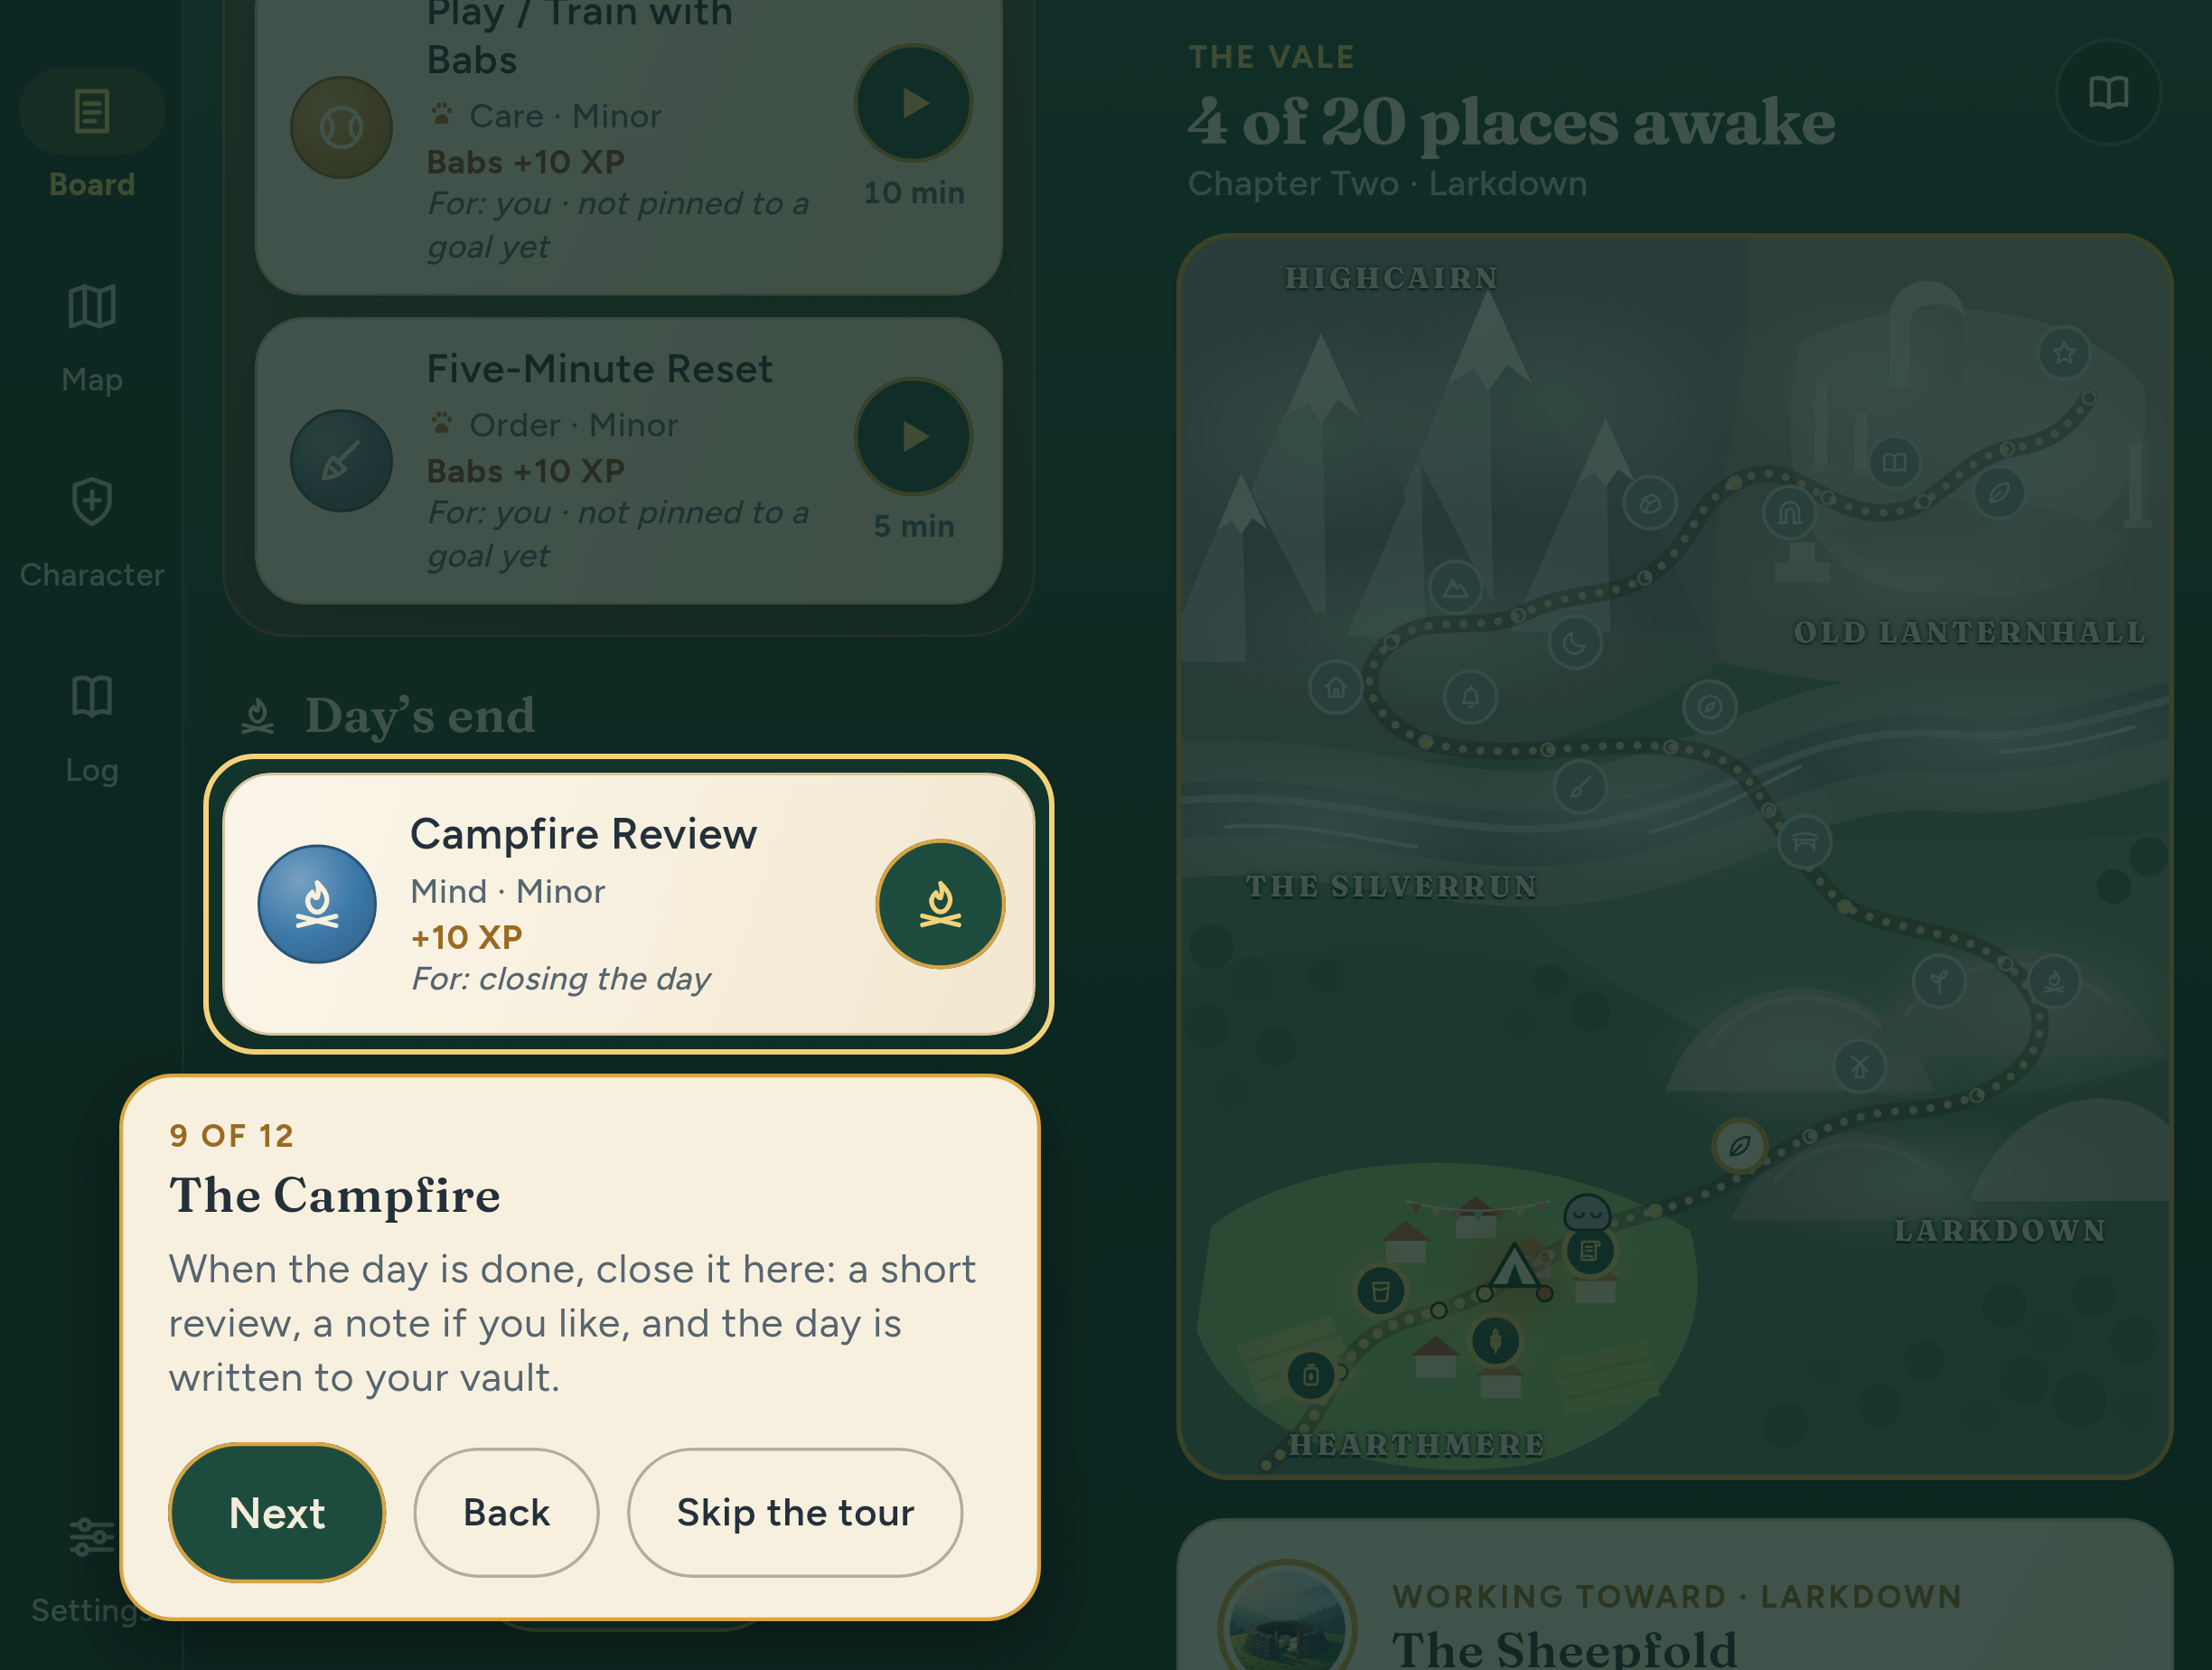 Board
Map
Character
Log
Settings
Play / Train with
Babs
Care · Minor
Babs +10 XP
For: you · not pinned to a
goal yet
10 min
Five-Minute Reset
Order · Minor
Babs +10 XP
For: you · not pinned to a
goal yet
5 min
Day’s end
Campfire Review
Mind · Minor
+10 XP
For: closing the day
9 OF 12
The Campfire
When the day is done, close it here: a short
review, a note if you like, and the day is
written to your vault.
Next
Back
Skip the tour
THE VALE
4 of 20 places awake
Chapter Two · Larkdown
HIGHCAIRN
OLD LANTERNHALL
THE SILVERRUN
LARKDOWN
HEARTHMERE
WORKING TOWARD · LARKDOWN
The Sheepfold